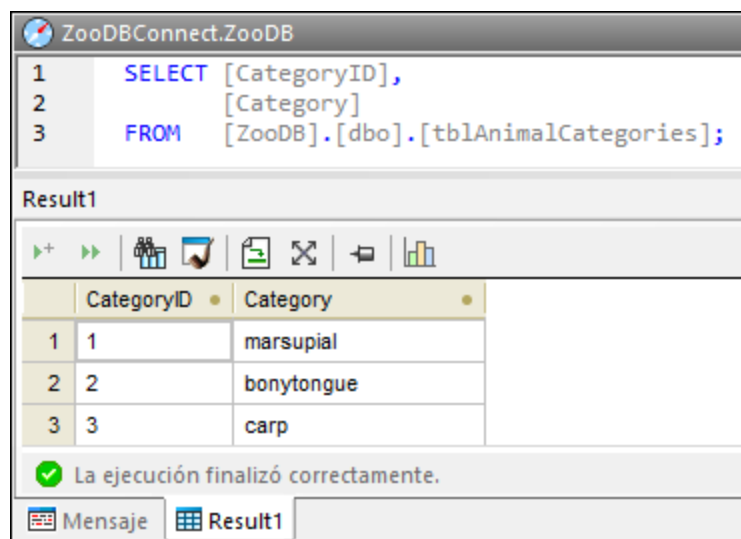 ZooDBConnect.ZooDB
1 SELECT [CategoryID],
2 [Category]
3 FROM [ZooDB].[dbo].[tblAnimalCategories];
Result1
CategoryID Category
1 1 marsupial
2 2 bonytongue
3 3 carp
La ejecución finalizó correctamente.
Mensaje Result1